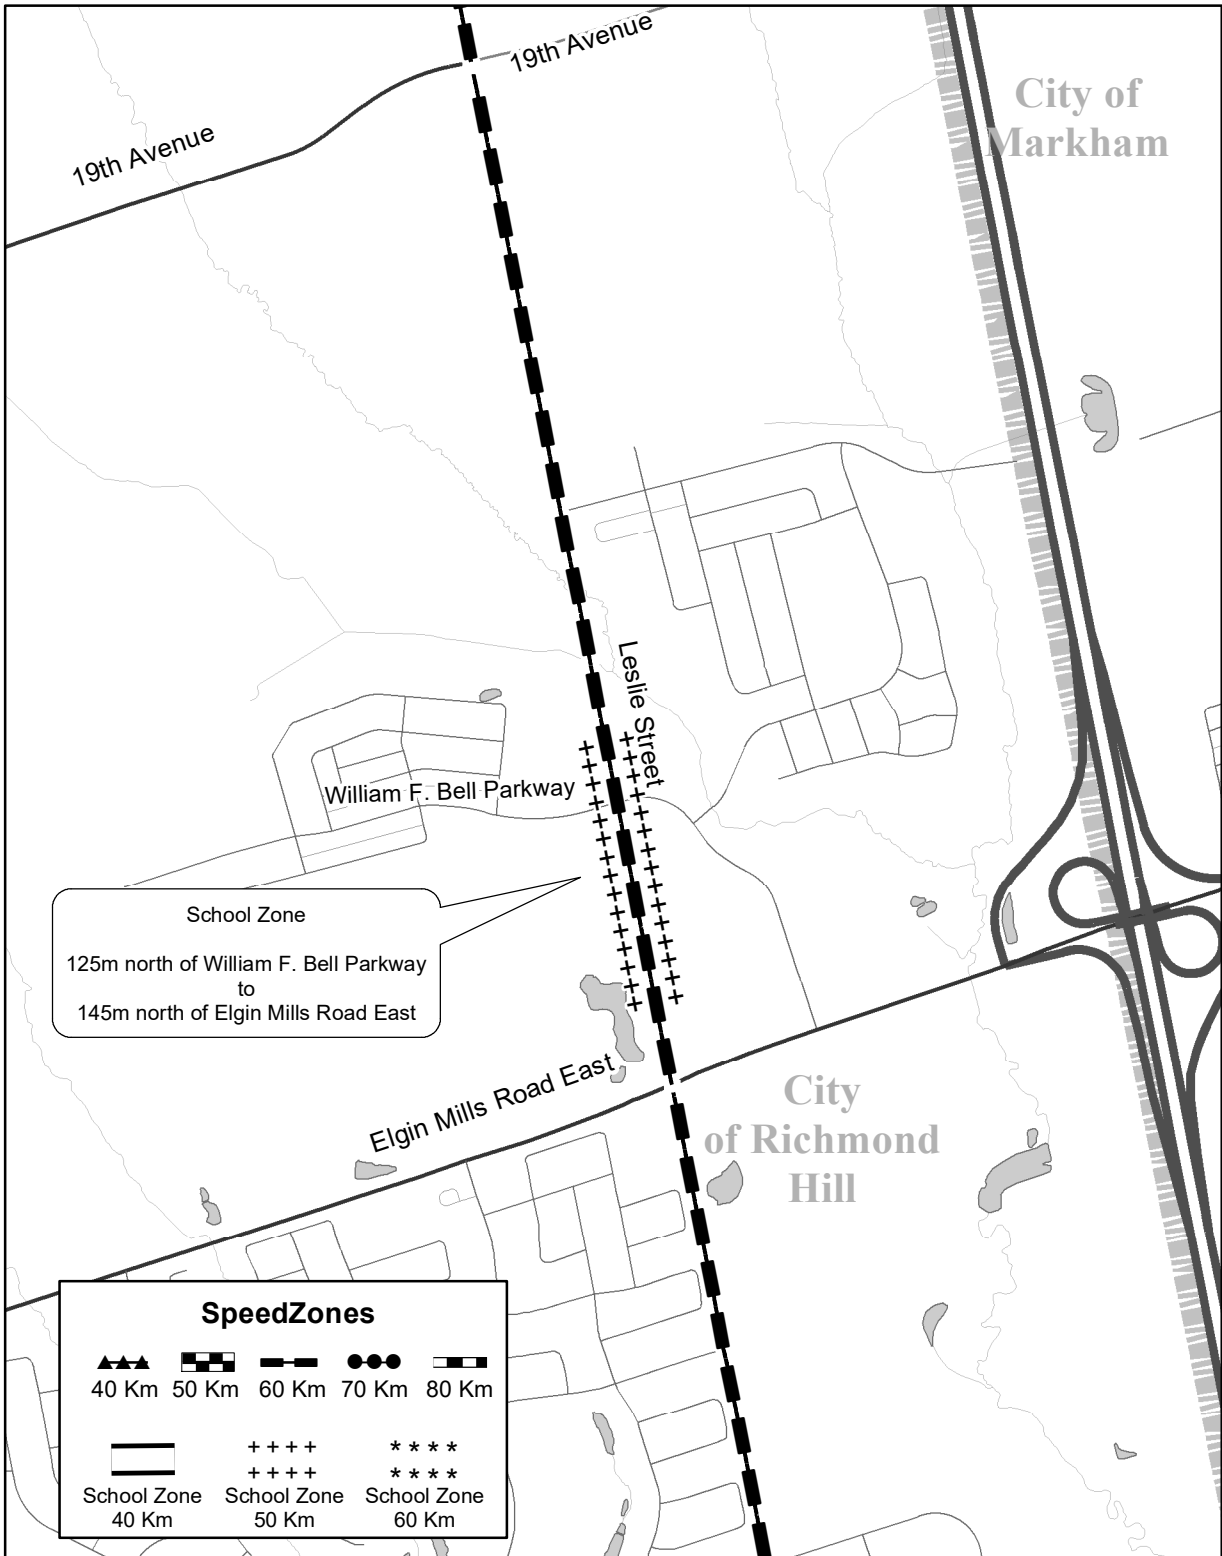 19th Avenue
19th Avenue
City of
Markham
Leslie Street
William F. Bell Parkway
School Zone
125m north of William F. Bell Parkway
to
145m north of Elgin Mills Road East
Elgin Mills Road East
City
of Richmond
Hill
SpeedZones
40 Km 50 Km 60 Km 70 Km 80 Km
School Zone School Zone School Zone
40 Km 50 Km 60 Km